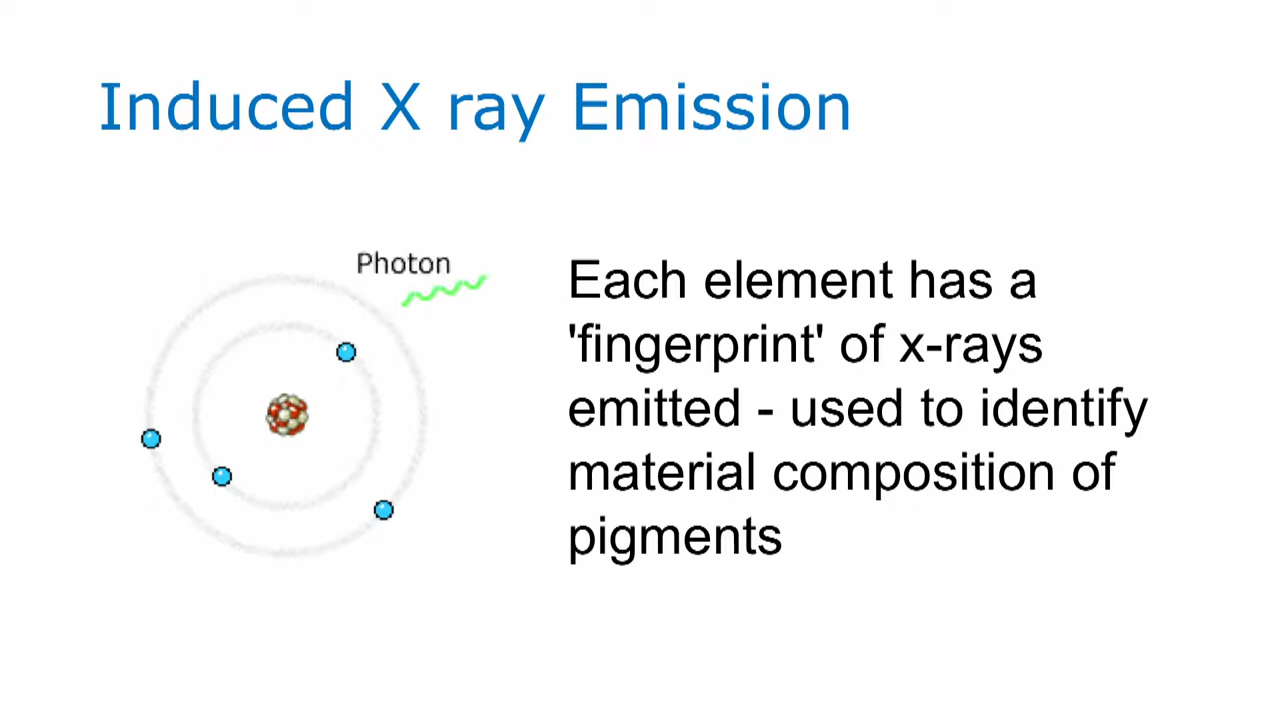 Induced X ray Emission
Photon
Each element has a
'fingerprint' of x-rays
emitted - used to identify
material composition of
pigments